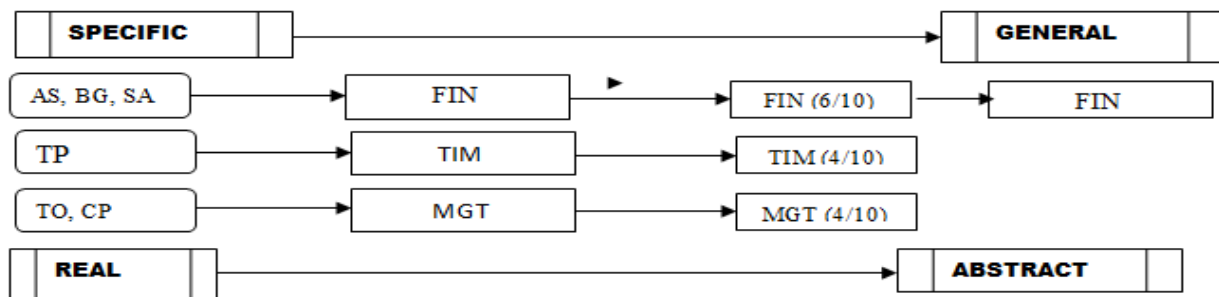 SPECIFIC GENERAL
AS, BG, SA FIN FIN (6/10) FIN
TP TIM TIM (4/10)
TO, CP MGT MGT (4/10)
REAL ABSTRACT